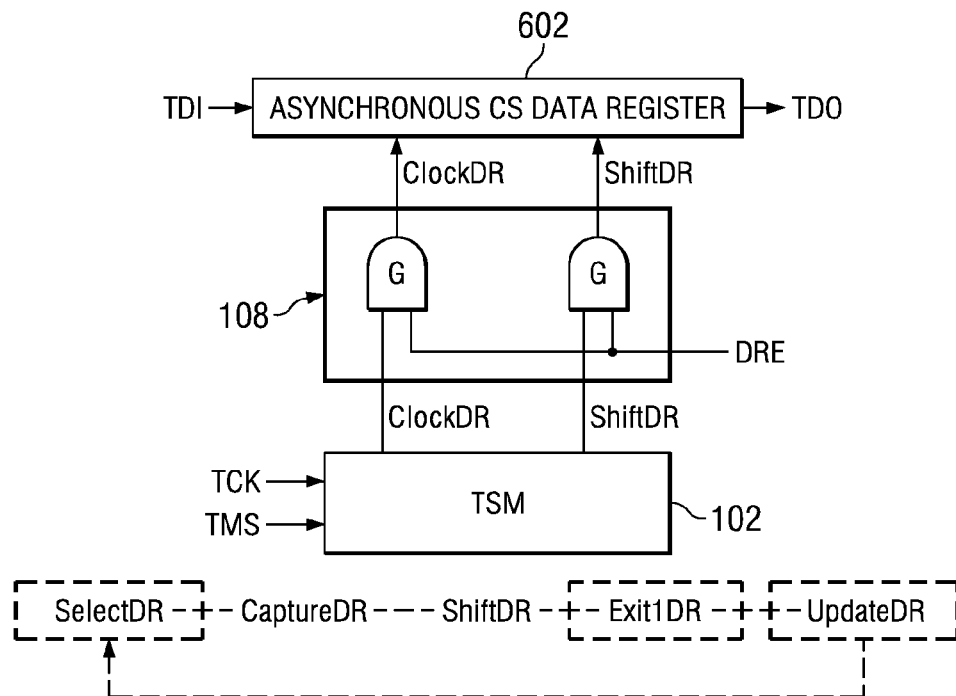 602
TDI
ASYNCHRONOUS CS DATA REGISTER
TDO
ClockDR
ShiftDR
G
G
108
DRE
ClockDR
ShiftDR
TCK
TMS
TSM
102
SelectDR
CaptureDR
ShiftDR
Exit1DR
UpdateDR